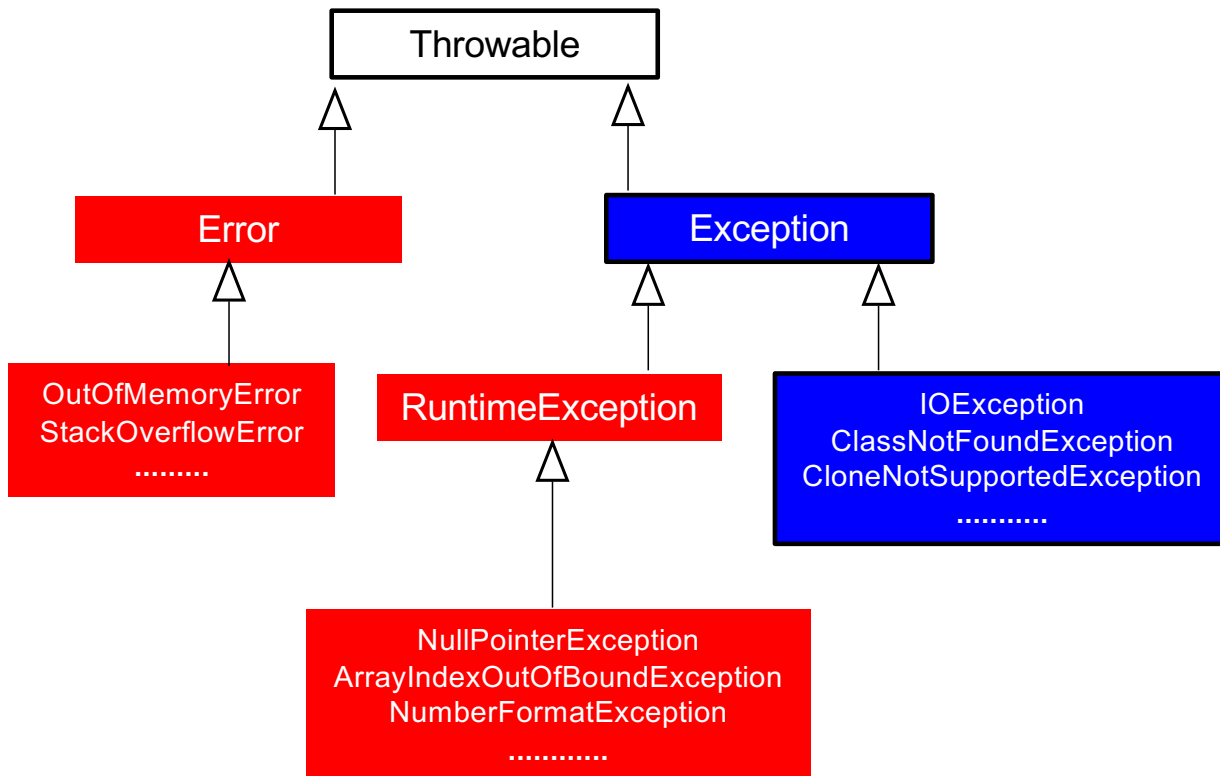 Throwable
Error
Exception
OutOfMemoryError
StackOverflowError
.........
RuntimeException
IOException
ClassNotFoundException
CloneNotSupportedException
...........
NullPointerException
ArrayIndexOutOfBoundException
NumberFormatException
............